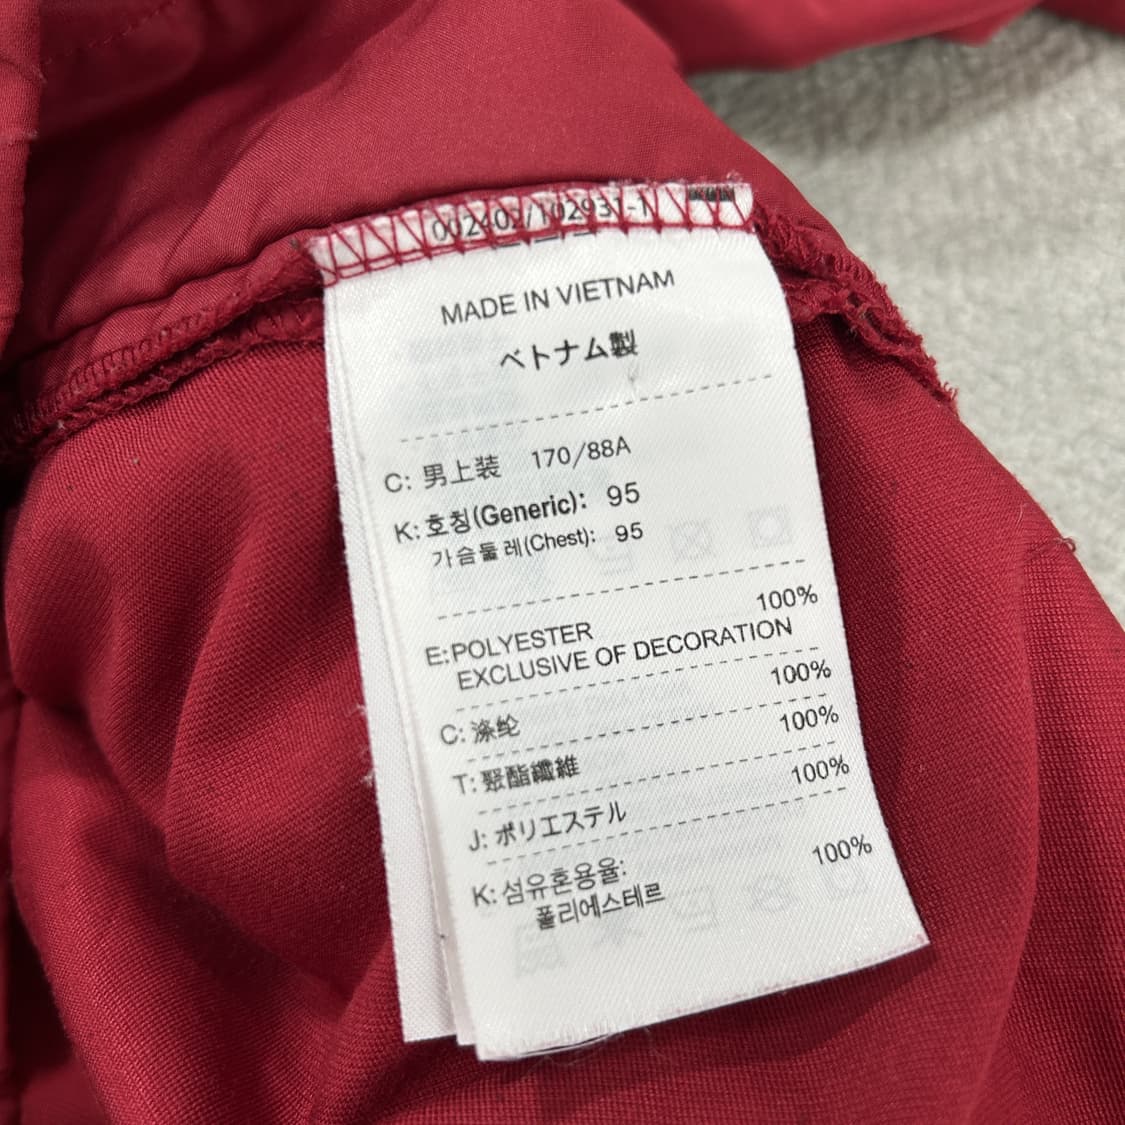 002402/102931-1
MADE IN VIETNAM
ベトナム製
C: 男上装 170/88A
K: 호칭(Generic): 95
가슴둘레(Chest): 95
E:POLYESTER 100%
EXCLUSIVE OF DECORATION
C: 涤纶 100%
T: 聚酯纖維 100%
J: ポリエステル 100%
K: 섬유혼용율:
폴리에스테르 100%